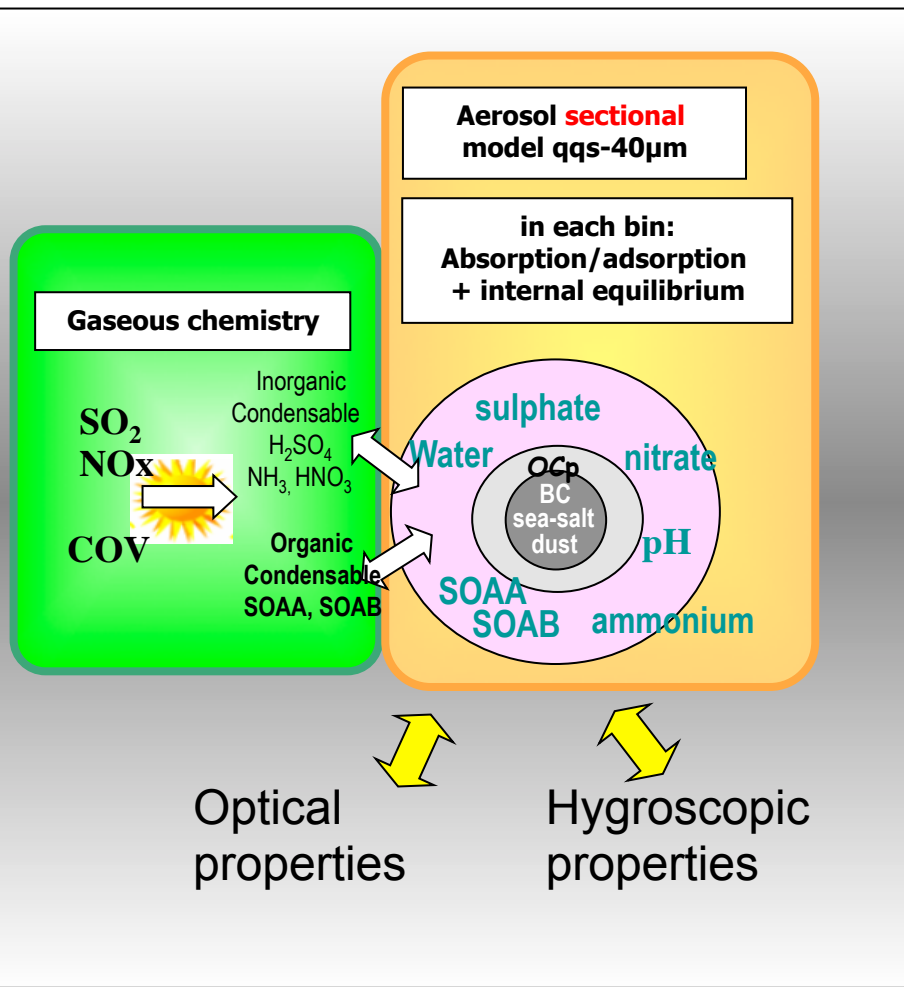 Aerosol sectional
model qqs-40µm
in each bin:
Absorption/adsorption
+ internal equilibrium
Gaseous chemistry
SO₂
NOx
COV
Inorganic
Condensable
H₂SO₄
NH₃, HNO₃
Organic
Condensable
SOAA, SOAB
sulphate
Water
nitrate
OCp
BC
sea-salt
dust
pH
SOAA
SOAB
ammonium
Optical
properties
Hygroscopic
properties